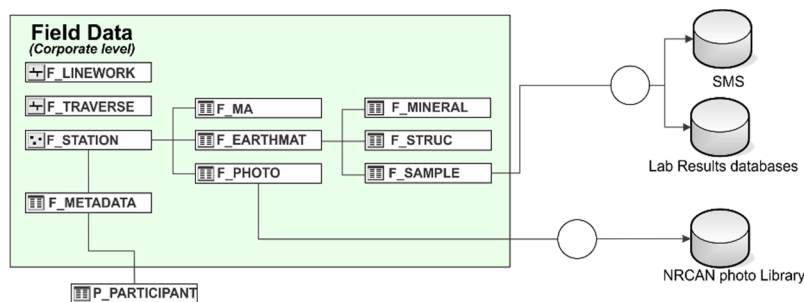 Field Data
(Corporate level)
F_LINEWORK
F_TRAVERSE
F_STATION
F_METADATA
P_PARTICIPANT
F_MA
F_EARTHMAT
F_PHOTO
F_MINERAL
F_STRUC
F_SAMPLE
SMS
Lab Results databases
NRCAN photo Library